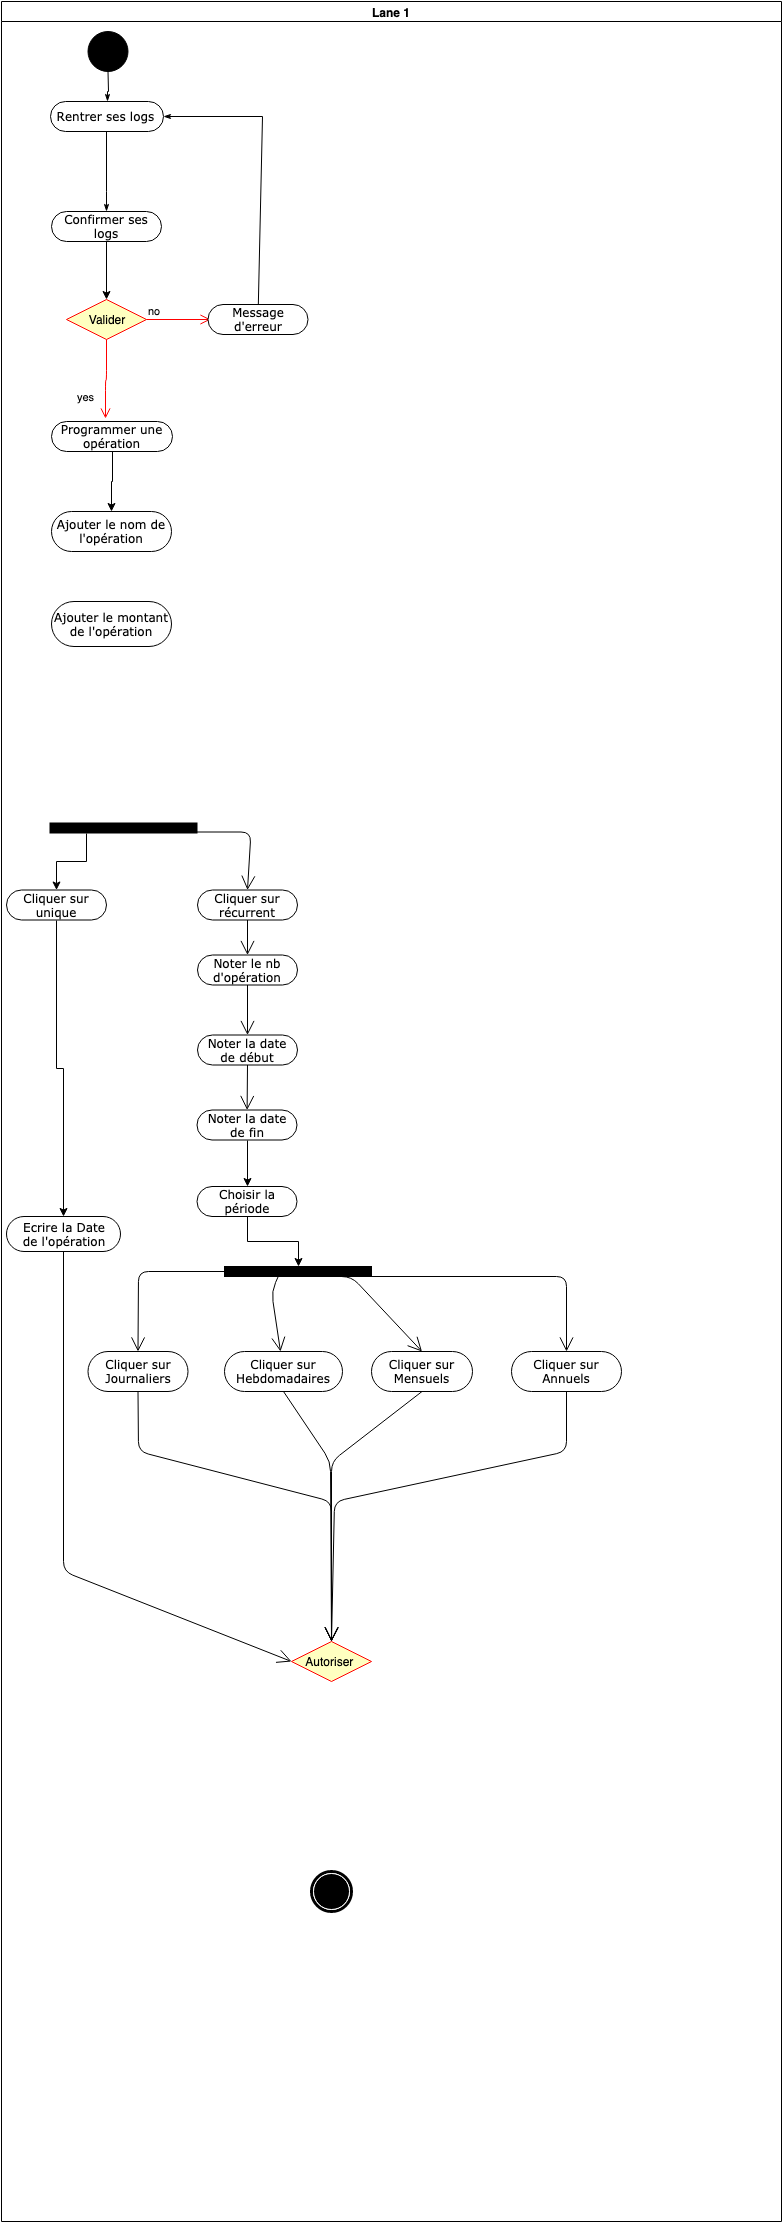 Lane 1
Rentrer ses logs
Confirmer ses
logs
Valider
no
Message
d'erreur
yes
Programmer une
opération
Ajouter le nom de
l'opération
Ajouter le montant
de l'opération
Cliquer sur
unique
Cliquer sur
récurrent
Noter le nb
d'opération
Noter la date
de début
Noter la date
de fin
Choisir la
période
Ecrire la Date
de l'opération
Cliquer sur
Journaliers
Cliquer sur
Hebdomadaires
Cliquer sur
Mensuels
Cliquer sur
Annuels
Autoriser